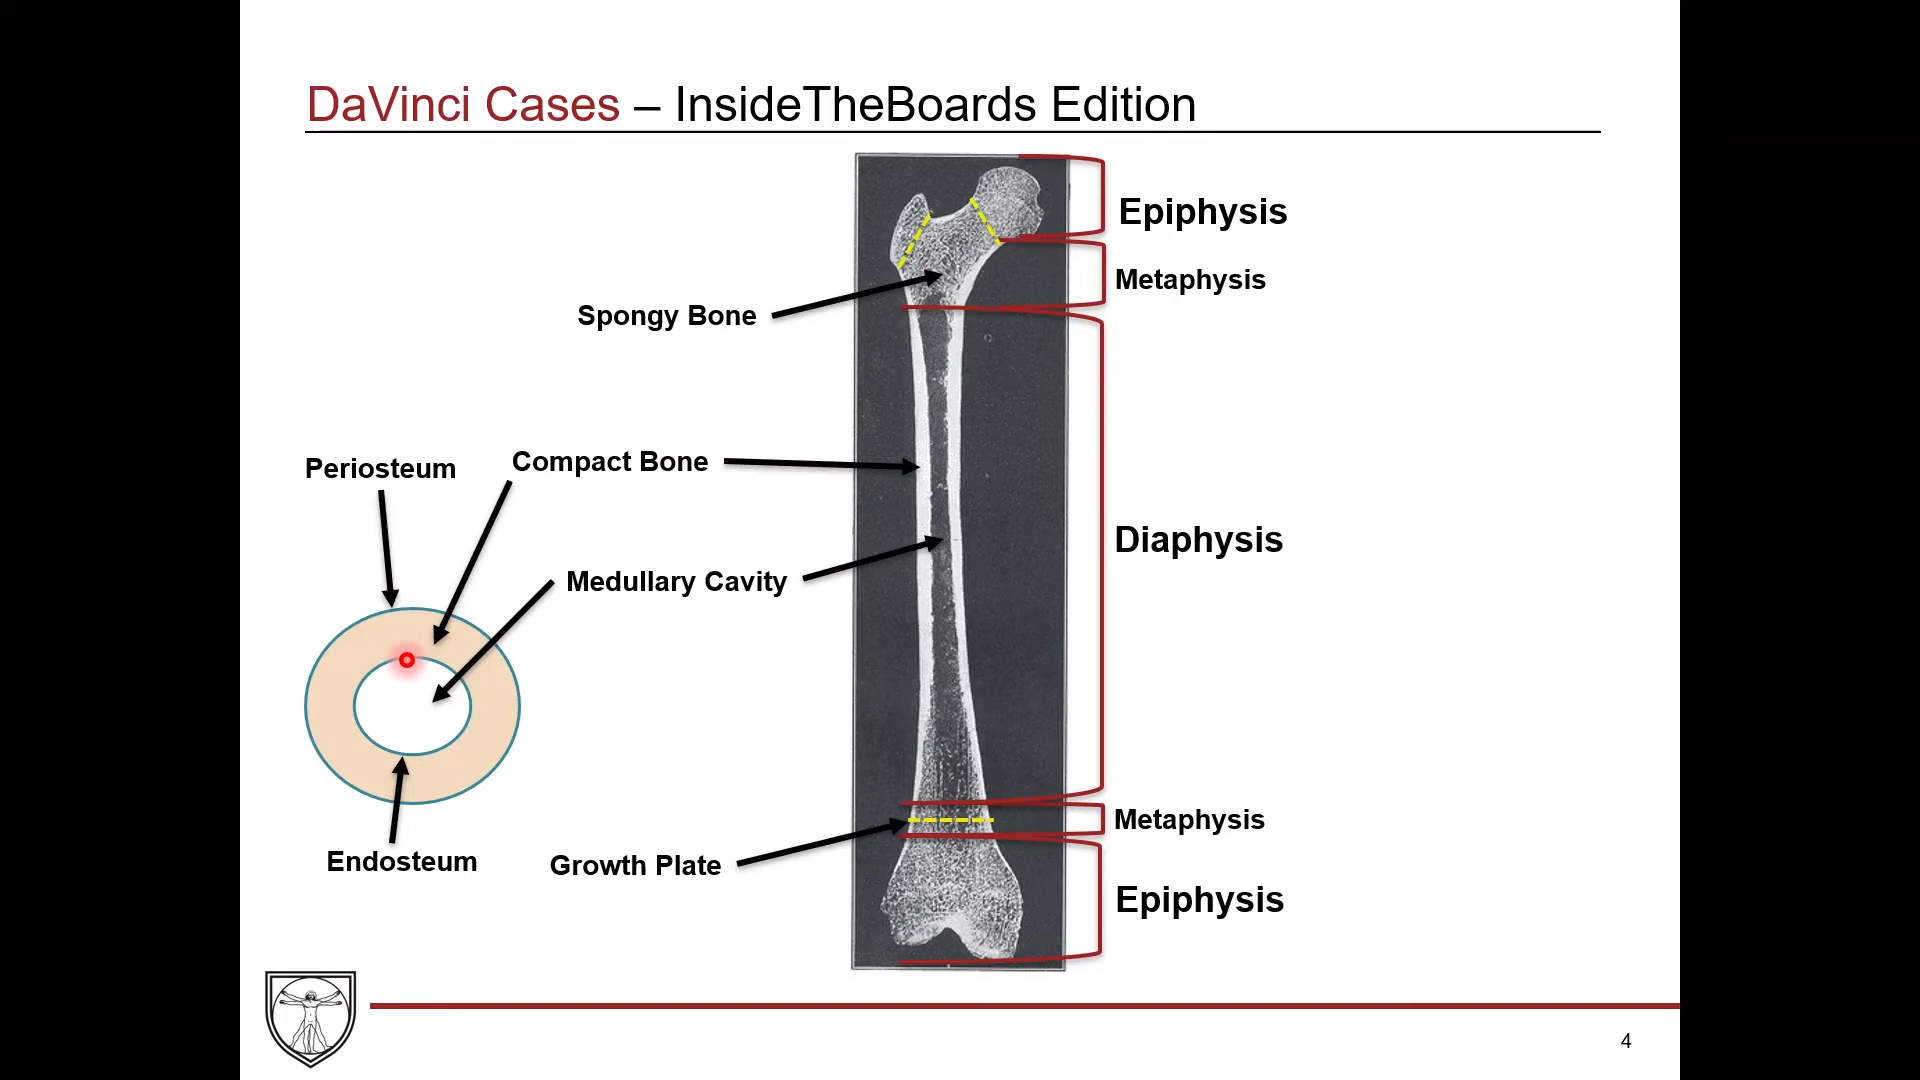 DaVinci Cases – InsideTheBoards Edition
Epiphysis
Metaphysis
Spongy Bone
Periosteum
Compact Bone
Diaphysis
Medullary Cavity
Metaphysis
Endosteum
Growth Plate
Epiphysis
4